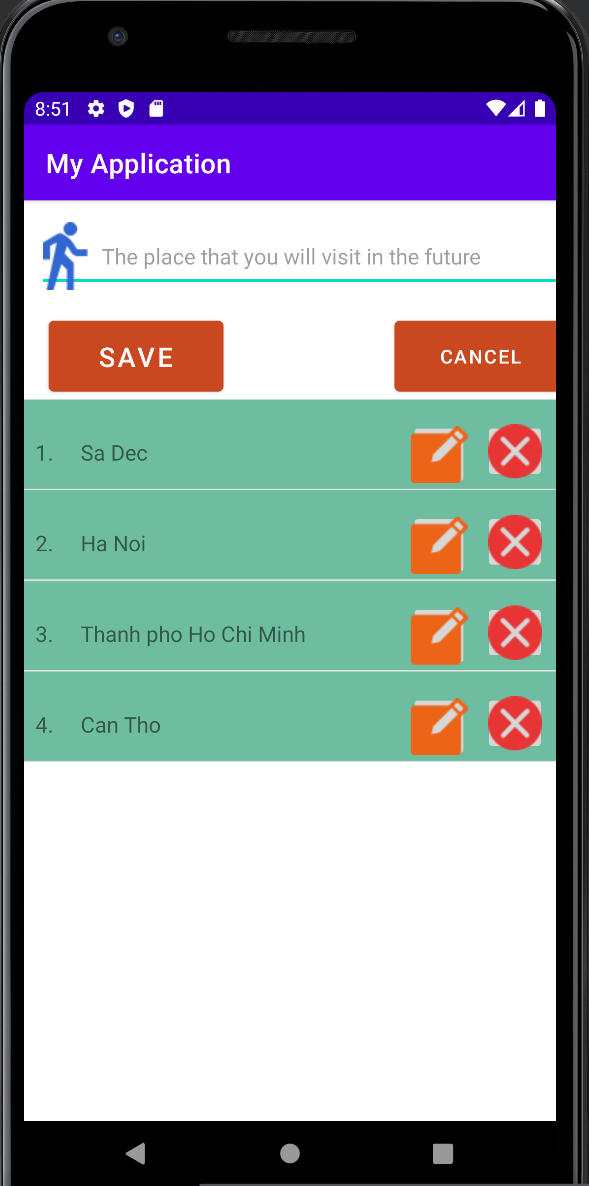 8:51
My Application
The place that you will visit in the future
SAVE CANCEL
1. Sa Dec
2. Ha Noi
3. Thanh pho Ho Chi Minh
4. Can Tho